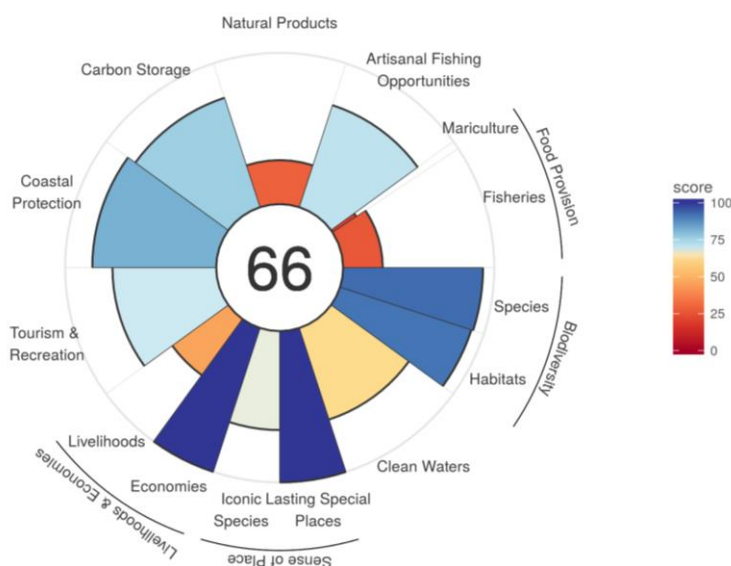 Natural Products
Artisanal Fishing
Opportunities
Carbon Storage
Mariculture
Food Provision
Fisheries
Coastal
Protection
score
100
75
50
25
0
66
Species
Biodiversity
Habitats
Tourism &
Recreation
Clean Waters
Livelihoods
Livelihoods & Economies
Economies
Iconic
Species
Lasting Special
Places
Sense of Place